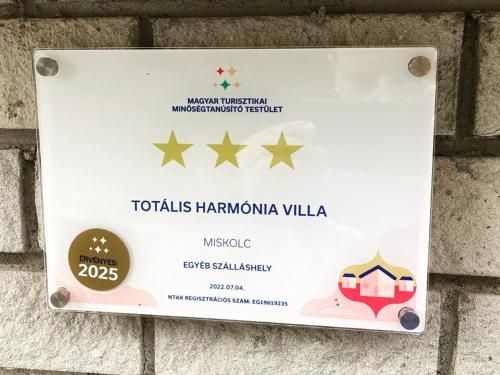 MAGYAR TURISZTIKAI
MINŐSÉGTANÚSÍTÓ TESTÜLET
TOTÁLIS HARMÓNIA VILLA
MISKOLC
EGYÉB SZÁLLÁSHELY
2022.07.04.
NTAK REGISZTRÁCIÓS SZÁM: EG19019235
ÉRVÉNYES:
2025